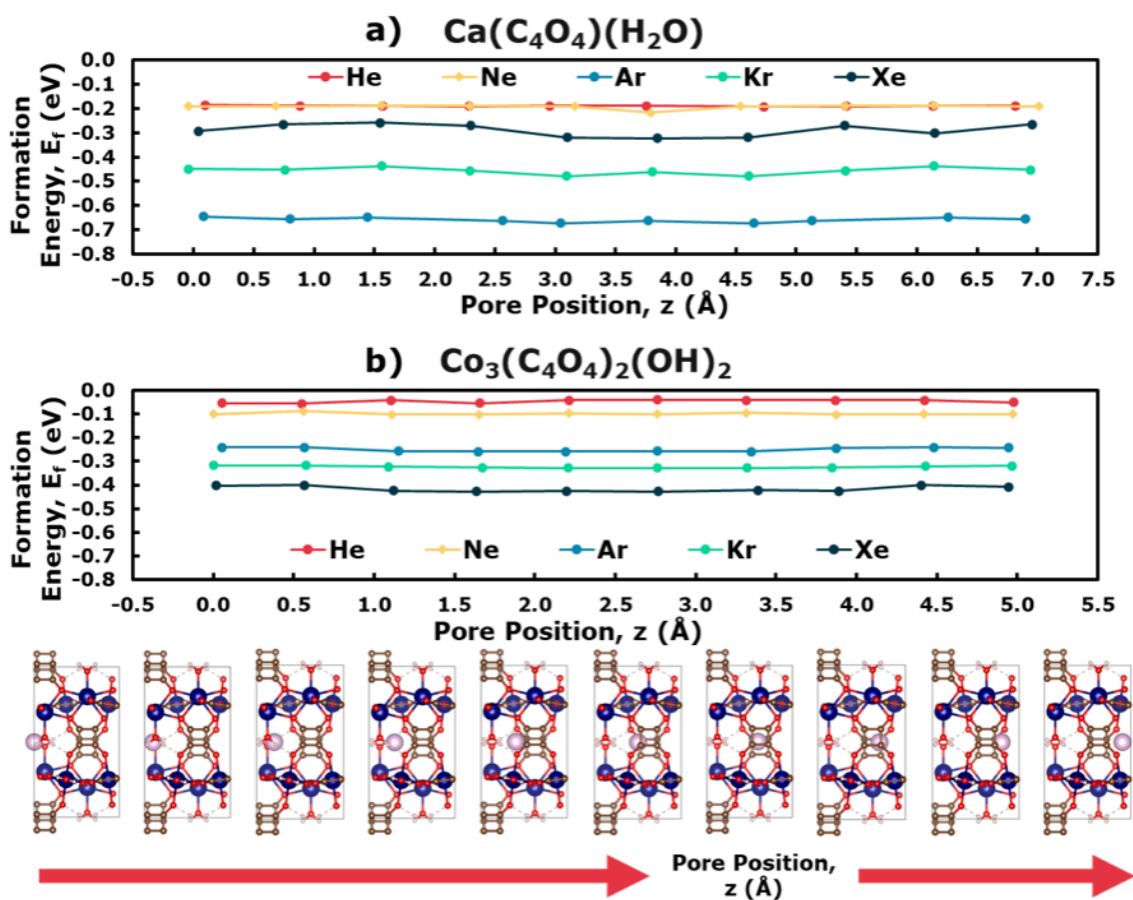 a) Ca(C₄O₄)(H₂O)
Formation
Energy, E_f (eV)
0.0
-0.1
-0.2
-0.3
-0.4
-0.5
-0.6
-0.7
-0.8
He Ne Ar Kr Xe
-0.5 0.0 0.5 1.0 1.5 2.0 2.5 3.0 3.5 4.0 4.5 5.0 5.5 6.0 6.5 7.0 7.5
Pore Position, z (Å)
b) Co₃(C₄O₄)₂(OH)₂
Formation
Energy, E_f (eV)
0.0
-0.1
-0.2
-0.3
-0.4
-0.5
-0.6
-0.7
-0.8
He Ne Ar Kr Xe
-0.5 0.0 0.5 1.0 1.5 2.0 2.5 3.0 3.5 4.0 4.5 5.0 5.5
Pore Position, z (Å)
Pore Position,
z (Å)